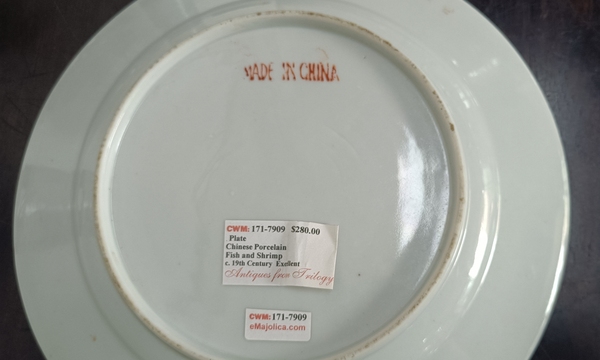 MADE IN CHINA
CWM: 171-7909 $280.00
Plate
Chinese Porcelain
Fish and Shrimp
c. 19th Century Exellent
Antiques from Trilogy
CWM: 171-7909
eMajolica.com